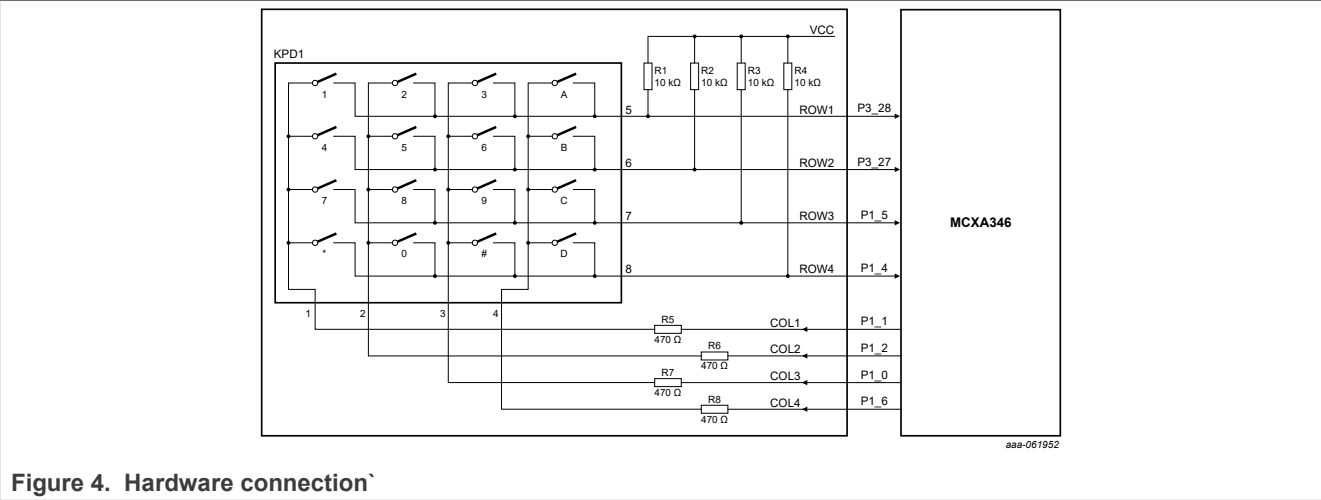 VCC
KPD1
R1 R2 R3 R4
10 kΩ 10 kΩ 10 kΩ 10 kΩ
1 2 3 A
5 ROW1 P3_28
4 5 6 B
6 ROW2 P3_27
7 8 9 C
7 ROW3 P1_5
MCXA346
* 0 # D
8 ROW4 P1_4
1 2 3 4
R5 COL1 P1_1
470 Ω
R6 COL2 P1_2
470 Ω
R7 COL3 P1_0
470 Ω
R8 COL4 P1_6
470 Ω
aaa-061952
Figure 4. Hardware connection`